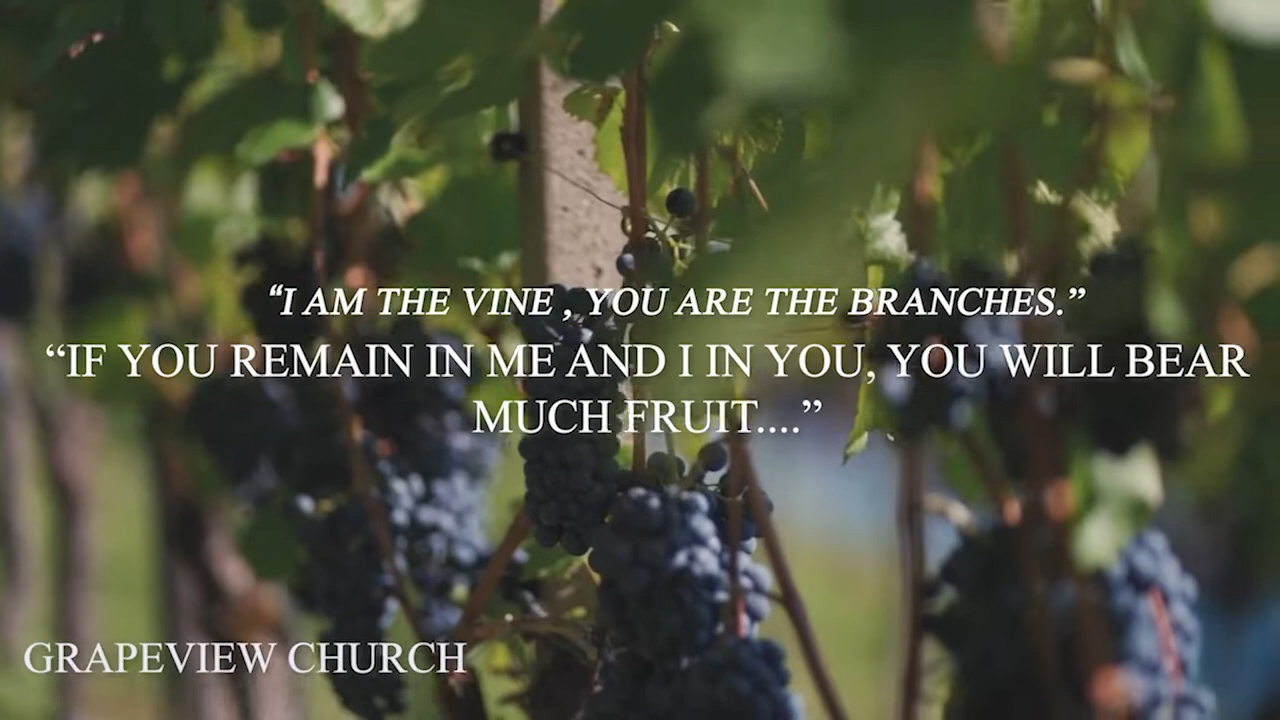 “I AM THE VINE , YOU ARE THE BRANCHES.”
“IF YOU REMAIN IN ME AND I IN YOU, YOU WILL BEAR
MUCH FRUIT....”
GRAPEVIEW CHURCH